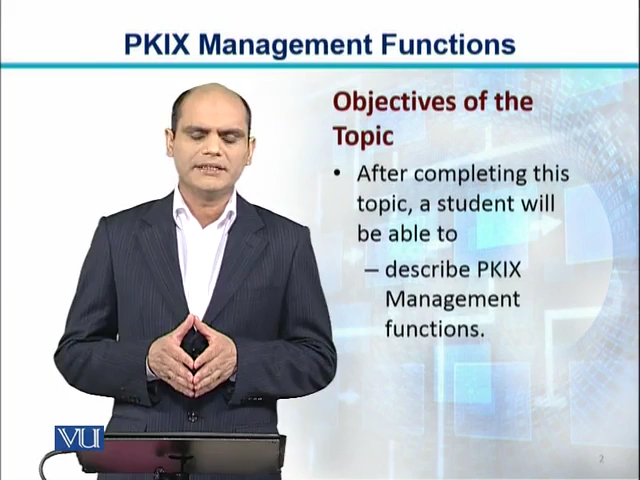 PKIX Management Functions
Objectives of the
Topic
• After completing this
topic, a student will
be able to
– describe PKIX
Management
functions.
VU
2